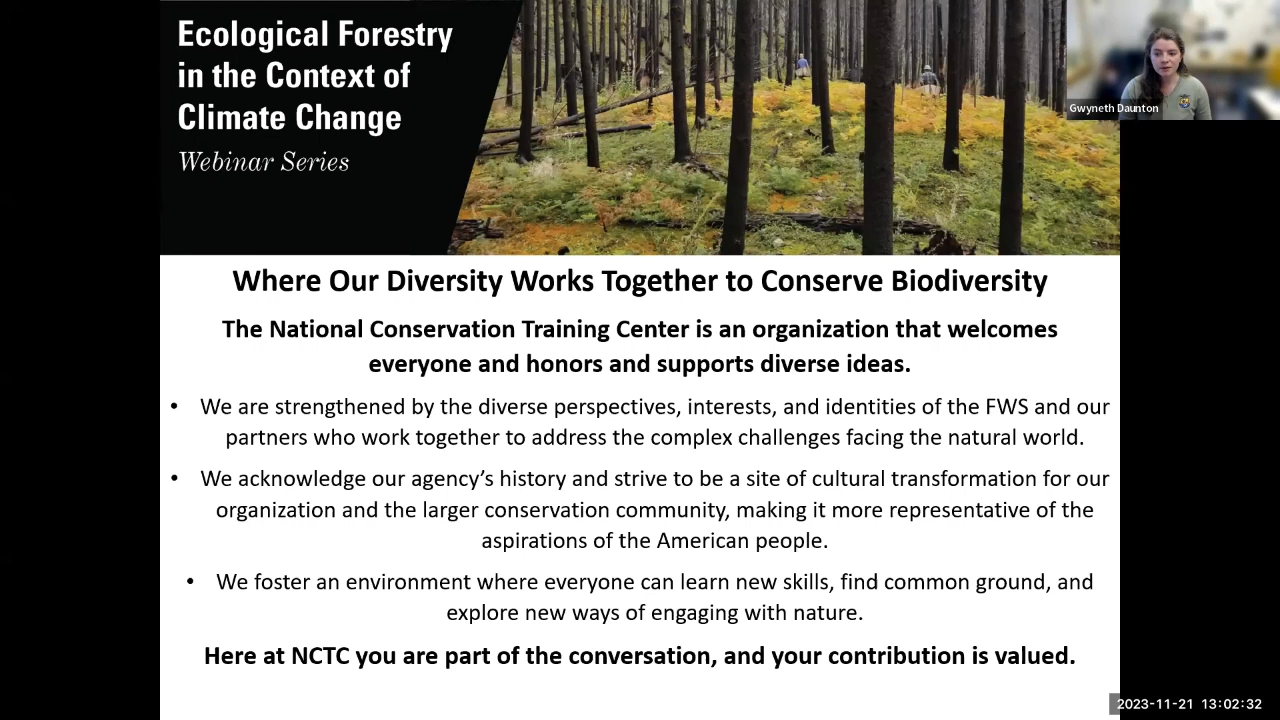 Ecological Forestry
in the Context of
Climate Change
Webinar Series
Gwyneth Daunton
Where Our Diversity Works Together to Conserve Biodiversity
The National Conservation Training Center is an organization that welcomes
everyone and honors and supports diverse ideas.
• We are strengthened by the diverse perspectives, interests, and identities of the FWS and our
partners who work together to address the complex challenges facing the natural world.
• We acknowledge our agency’s history and strive to be a site of cultural transformation for our
organization and the larger conservation community, making it more representative of the
aspirations of the American people.
• We foster an environment where everyone can learn new skills, find common ground, and
explore new ways of engaging with nature.
Here at NCTC you are part of the conversation, and your contribution is valued.
2023-11-21 13:02:32